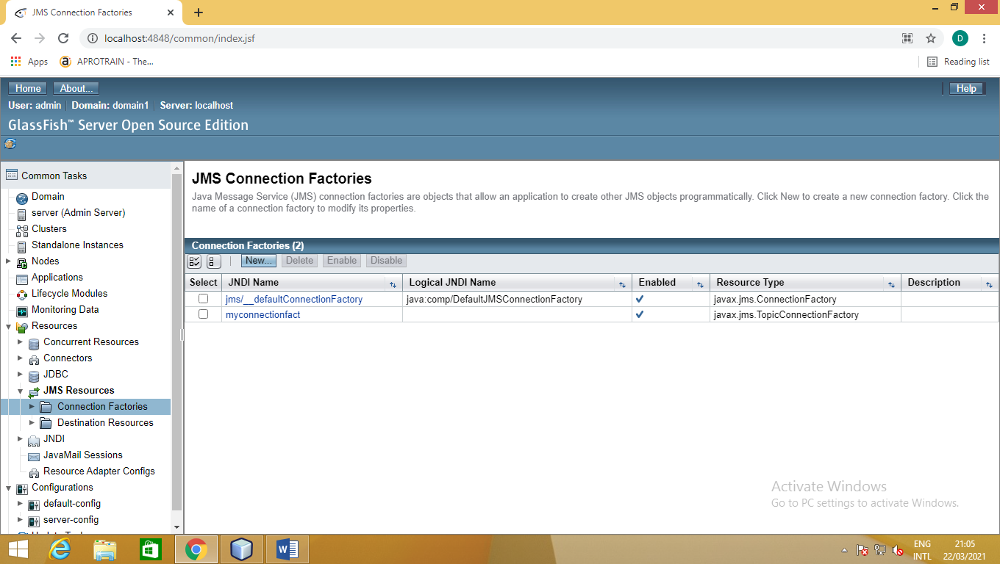 JMS Connection Factories
localhost:4848/common/index.jsf
D
Apps
a
APROTRAIN - The...
Reading list
Home
About...
Help
User: admin
Domain: domain1
Server: localhost
GlassFish™ Server Open Source Edition
Common Tasks
Domain
server (Admin Server)
Clusters
Standalone Instances
Nodes
Applications
Lifecycle Modules
Monitoring Data
Resources
Concurrent Resources
Connectors
JDBC
JMS Resources
Connection Factories
Destination Resources
JNDI
JavaMail Sessions
Resource Adapter Configs
Configurations
default-config
server-config
JMS Connection Factories
Java Message Service (JMS) connection factories are objects that allow an application to create other JMS objects programmatically. Click New to create a new connection factory. Click the
name of a connection factory to modify its properties.
Connection Factories (2)
New... Delete Enable Disable
Select JNDI Name Logical JNDI Name Enabled Resource Type Description
jms/__defaultConnectionFactory java:comp/DefaultJMSConnectionFactory javax.jms.ConnectionFactory
myconnectionfact javax.jms.TopicConnectionFactory
Activate Windows
Go to PC settings to activate Windows.
ENG
INTL
21:05
22/03/2021